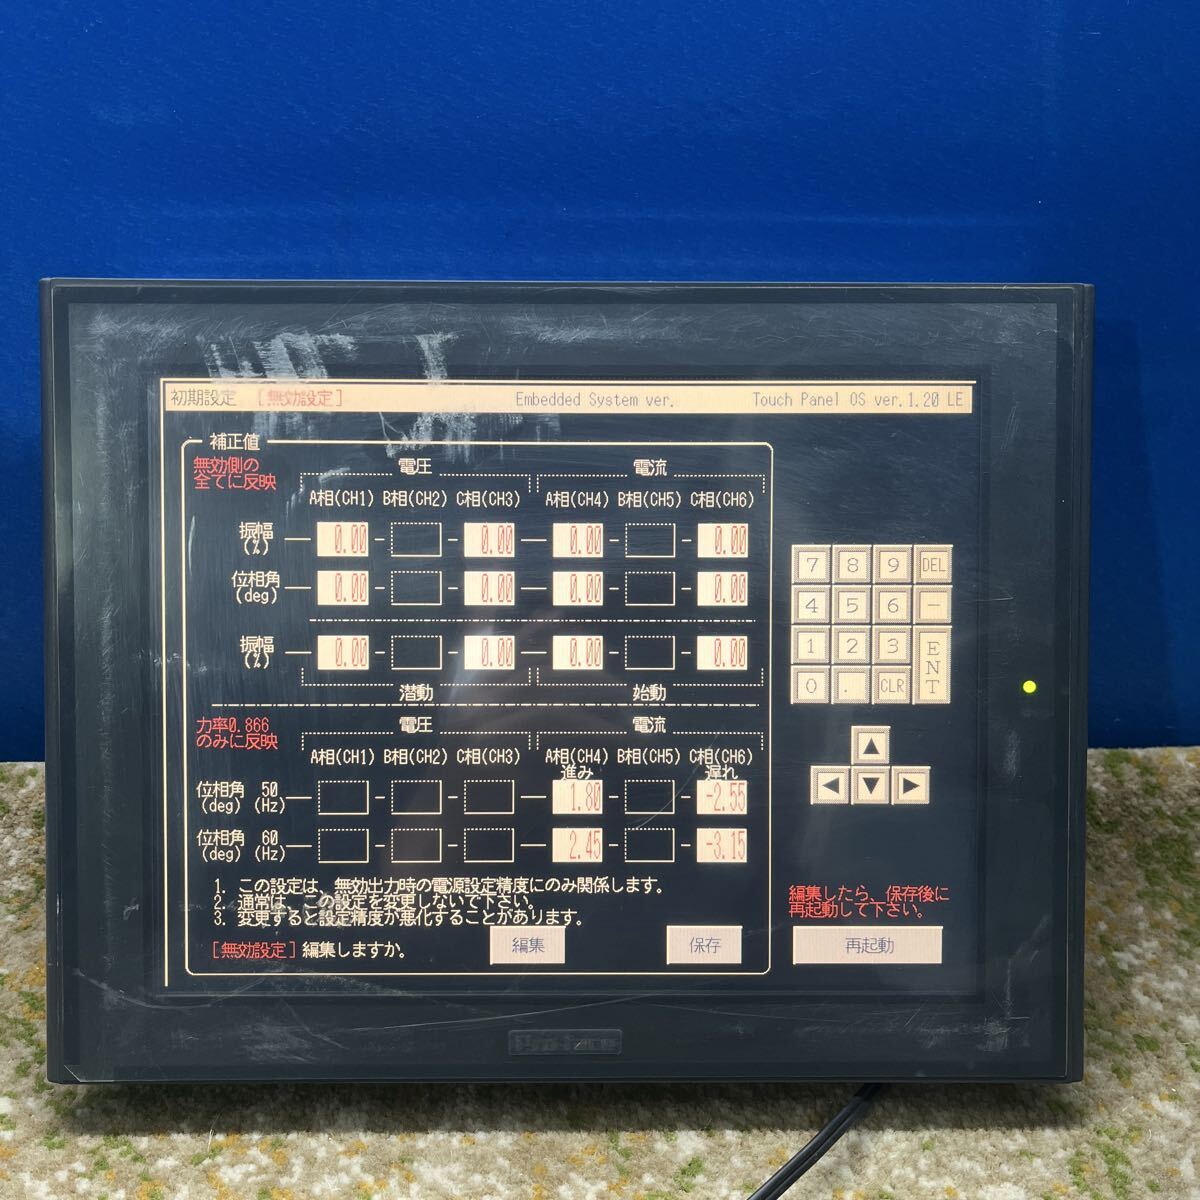 初期設定 [無効設定] Embedded System ver. Touch Panel OS ver.1.20 LE
補正値
無効側の
全てに反映
電圧 電流
A相(CH1) B相(CH2) C相(CH3) A相(CH4) B相(CH5) C相(CH6)
振幅
(%)
0.00 0.00 0.00 0.00
位相角
(deg)
0.00 0.00 0.00 0.00
振幅
(%)
0.00 0.00 0.00 0.00
潜動 始動
力率0.866
のみに反映
電圧 電流
A相(CH1) B相(CH2) C相(CH3) A相(CH4) B相(CH5) C相(CH6)
進み 遅れ
位相角 50
(deg) (Hz)
1.80 -2.55
位相角 60
(deg) (Hz)
2.45 -3.15
1. この設定は、無効出力時の電源設定精度にのみ関係します。
2. 通常は、この設定を変更しないで下さい。
3. 変更すると設定精度が悪化することがあります。
[無効設定] 編集しますか。 編集 保存
7 8 9 DEL
4 5 6 -
1 2 3 ENT
0 . CLR
▲
◀ ▼ ▶
編集したら、保存後に
再起動して下さい。
再起動
Pro-face